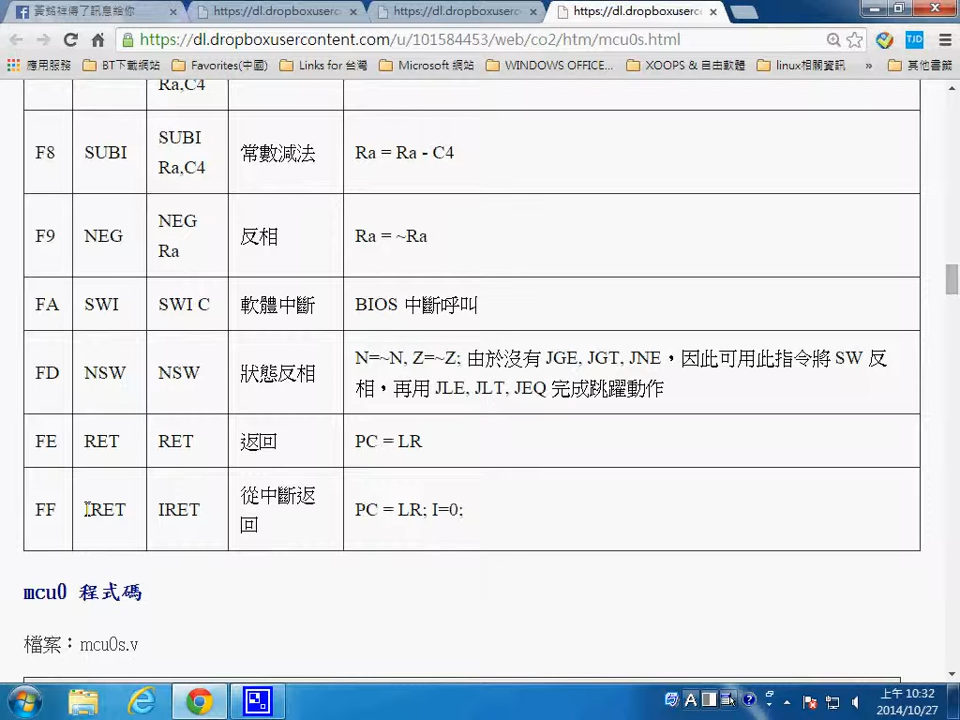 黃銘祥傳了訊息給你
https://dl.dropboxuserco
https://dl.dropboxuserco
https://dl.dropboxuserco
https://dl.dropboxusercontent.com/u/101584453/web/co2/htm/mcu0s.html
應用服務 BT下載網站 Favorites(中國) Links for 台灣 Microsoft 網站 WINDOWS OFFICE... XOOPS & 自由軟體 linux相關資訊 » 其他書籤
Ra,C4
F8 SUBI SUBI Ra,C4 常數減法 Ra = Ra - C4
F9 NEG NEG Ra 反相 Ra = ~Ra
FA SWI SWI C 軟體中斷 BIOS 中斷呼叫
FD NSW NSW 狀態反相 N=~N, Z=~Z; 由於沒有 JGE, JGT, JNE,因此可用此指令將 SW 反
相,再用 JLE, JLT, JEQ 完成跳躍動作
FE RET RET 返回 PC = LR
FF IRET IRET 從中斷返回 PC = LR; I=0;
mcu0 程式碼
檔案:mcu0s.v
上午 10:32
2014/10/27